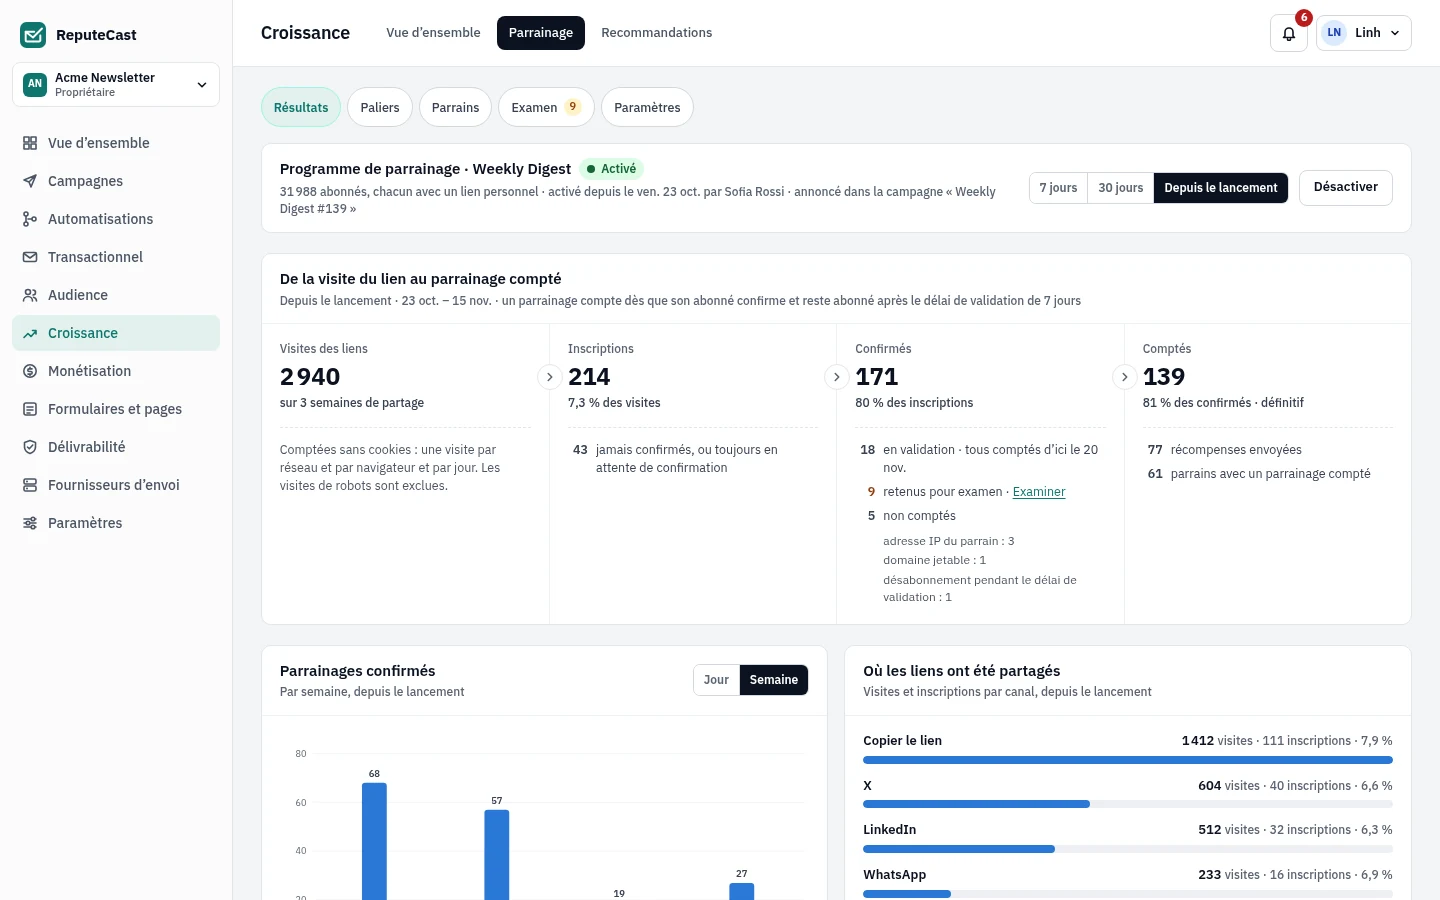 ReputeCast
AN
Acme Newsletter
Propriétaire
Vue d’ensemble
Campagnes
Automatisations
Transactionnel
Audience
Croissance
Monétisation
Formulaires et pages
Délivrabilité
Fournisseurs d’envoi
Paramètres
Croissance
Vue d’ensemble
Parrainage
Recommandations
6
LN
Linh
Résultats
Paliers
Parrains
Examen 9
Paramètres
Programme de parrainage · Weekly Digest
Activé
31 988 abonnés, chacun avec un lien personnel · activé depuis le ven. 23 oct. par Sofia Rossi · annoncé dans la campagne « Weekly
Digest #139 »
7 jours
30 jours
Depuis le lancement
Désactiver
De la visite du lien au parrainage compté
Depuis le lancement · 23 oct. – 15 nov. · un parrainage compte dès que son abonné confirme et reste abonné après le délai de validation de 7 jours
Visites des liens
2 940
sur 3 semaines de partage
Comptées sans cookies : une visite par
réseau et par navigateur et par jour. Les
visites de robots sont exclues.
Inscriptions
214
7,3 % des visites
43 jamais confirmés, ou toujours en
attente de confirmation
Confirmés
171
80 % des inscriptions
18 en validation · tous comptés d’ici le 20
nov.
9 retenus pour examen · Examiner
5 non comptés
adresse IP du parrain : 3
domaine jetable : 1
désabonnement pendant le délai de
validation : 1
Comptés
139
81 % des confirmés · définitif
77 récompenses envoyées
61 parrains avec un parrainage compté
Parrainages confirmés
Par semaine, depuis le lancement
Jour
Semaine
80
60
40
20
68
57
19
27
Où les liens ont été partagés
Visites et inscriptions par canal, depuis le lancement
Copier le lien
1 412 visites · 111 inscriptions · 7,9 %
X
604 visites · 40 inscriptions · 6,6 %
LinkedIn
512 visites · 32 inscriptions · 6,3 %
WhatsApp
233 visites · 16 inscriptions · 6,9 %